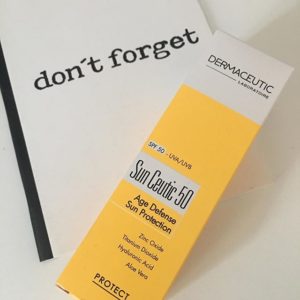 don't forget
DERMACEUTIC
LABORATOIRE
SPF 50 - UVA/UVB
Sun Ceutic 50
Age Defense
Sun Protection
Zinc Oxide
Titanium Dioxide
Hyaluronic Acid
Aloe Vera
PROTECT